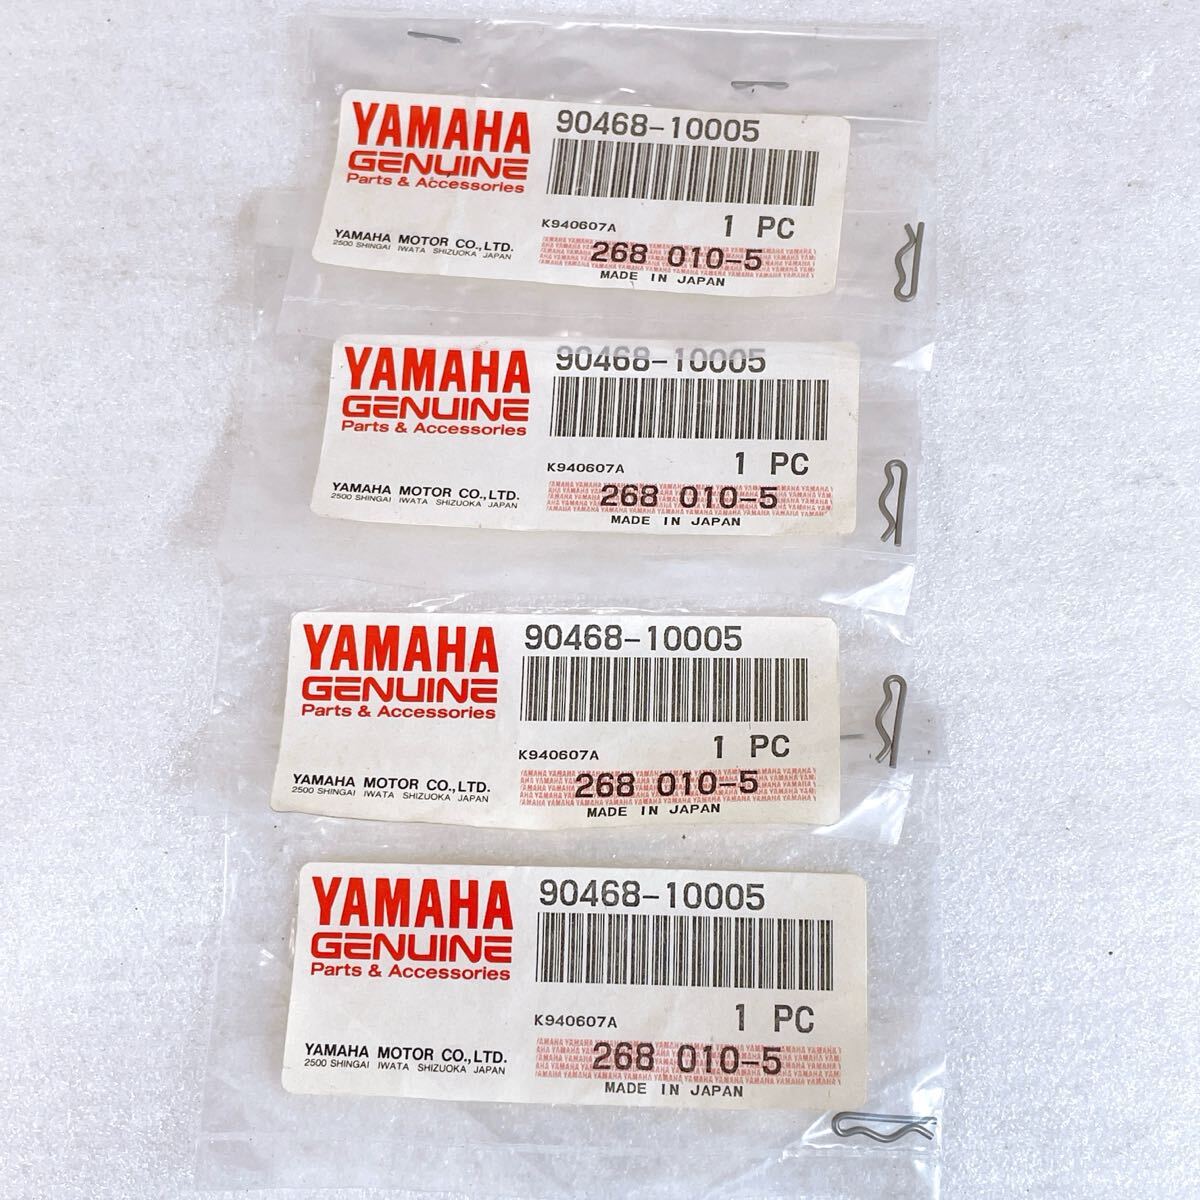 YAMAHA
GENUINE
Parts & Accessories
90468-10005
K940607A
1 PC
YAMAHA MOTOR CO.,LTD.
2500 SHINGAI IWATA SHIZUOKA JAPAN
268 010-5
MADE IN JAPAN
YAMAHA
GENUINE
Parts & Accessories
90468-10005
K940607A
1 PC
YAMAHA MOTOR CO.,LTD.
2500 SHINGAI IWATA SHIZUOKA JAPAN
268 010-5
MADE IN JAPAN
YAMAHA
GENUINE
Parts & Accessories
90468-10005
K940607A
1 PC
YAMAHA MOTOR CO.,LTD.
2500 SHINGAI IWATA SHIZUOKA JAPAN
268 010-5
MADE IN JAPAN
YAMAHA
GENUINE
Parts & Accessories
90468-10005
K940607A
1 PC
YAMAHA MOTOR CO.,LTD.
2500 SHINGAI IWATA SHIZUOKA JAPAN
268 010-5
MADE IN JAPAN